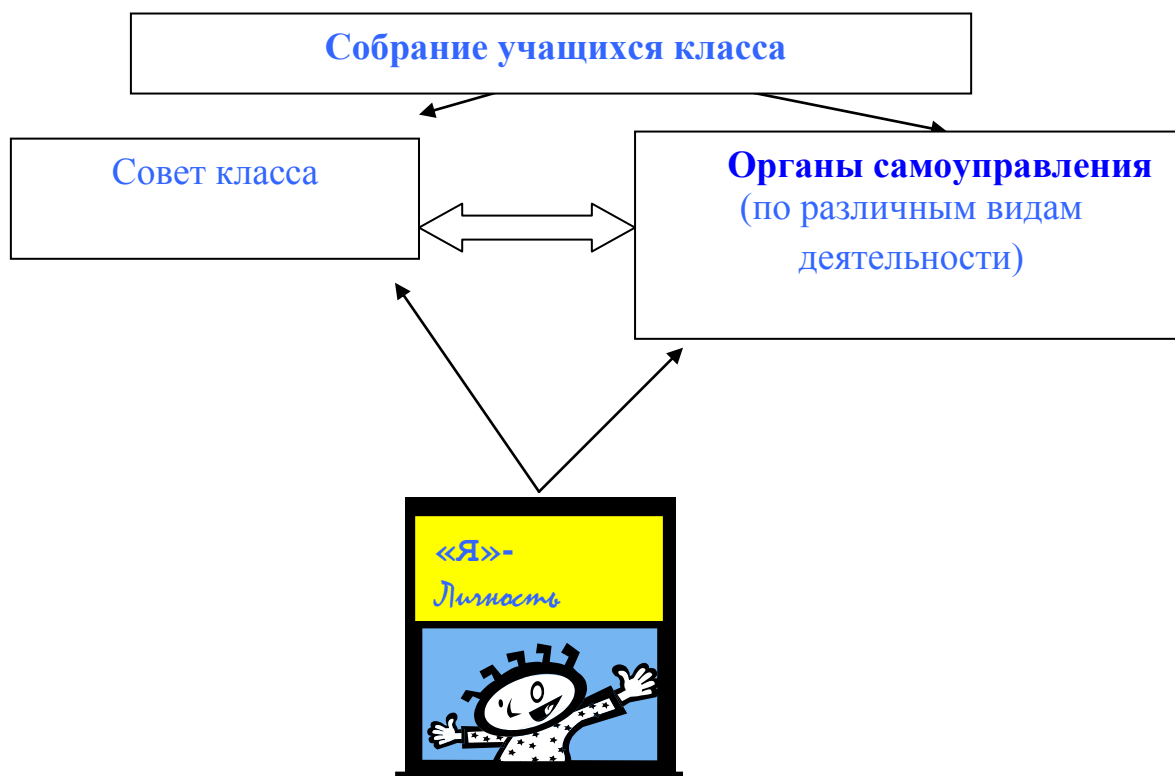 Собрание учащихся класса
Совет класса
Органы самоуправления
(по различным видам
деятельности)
«Я»-
Личность